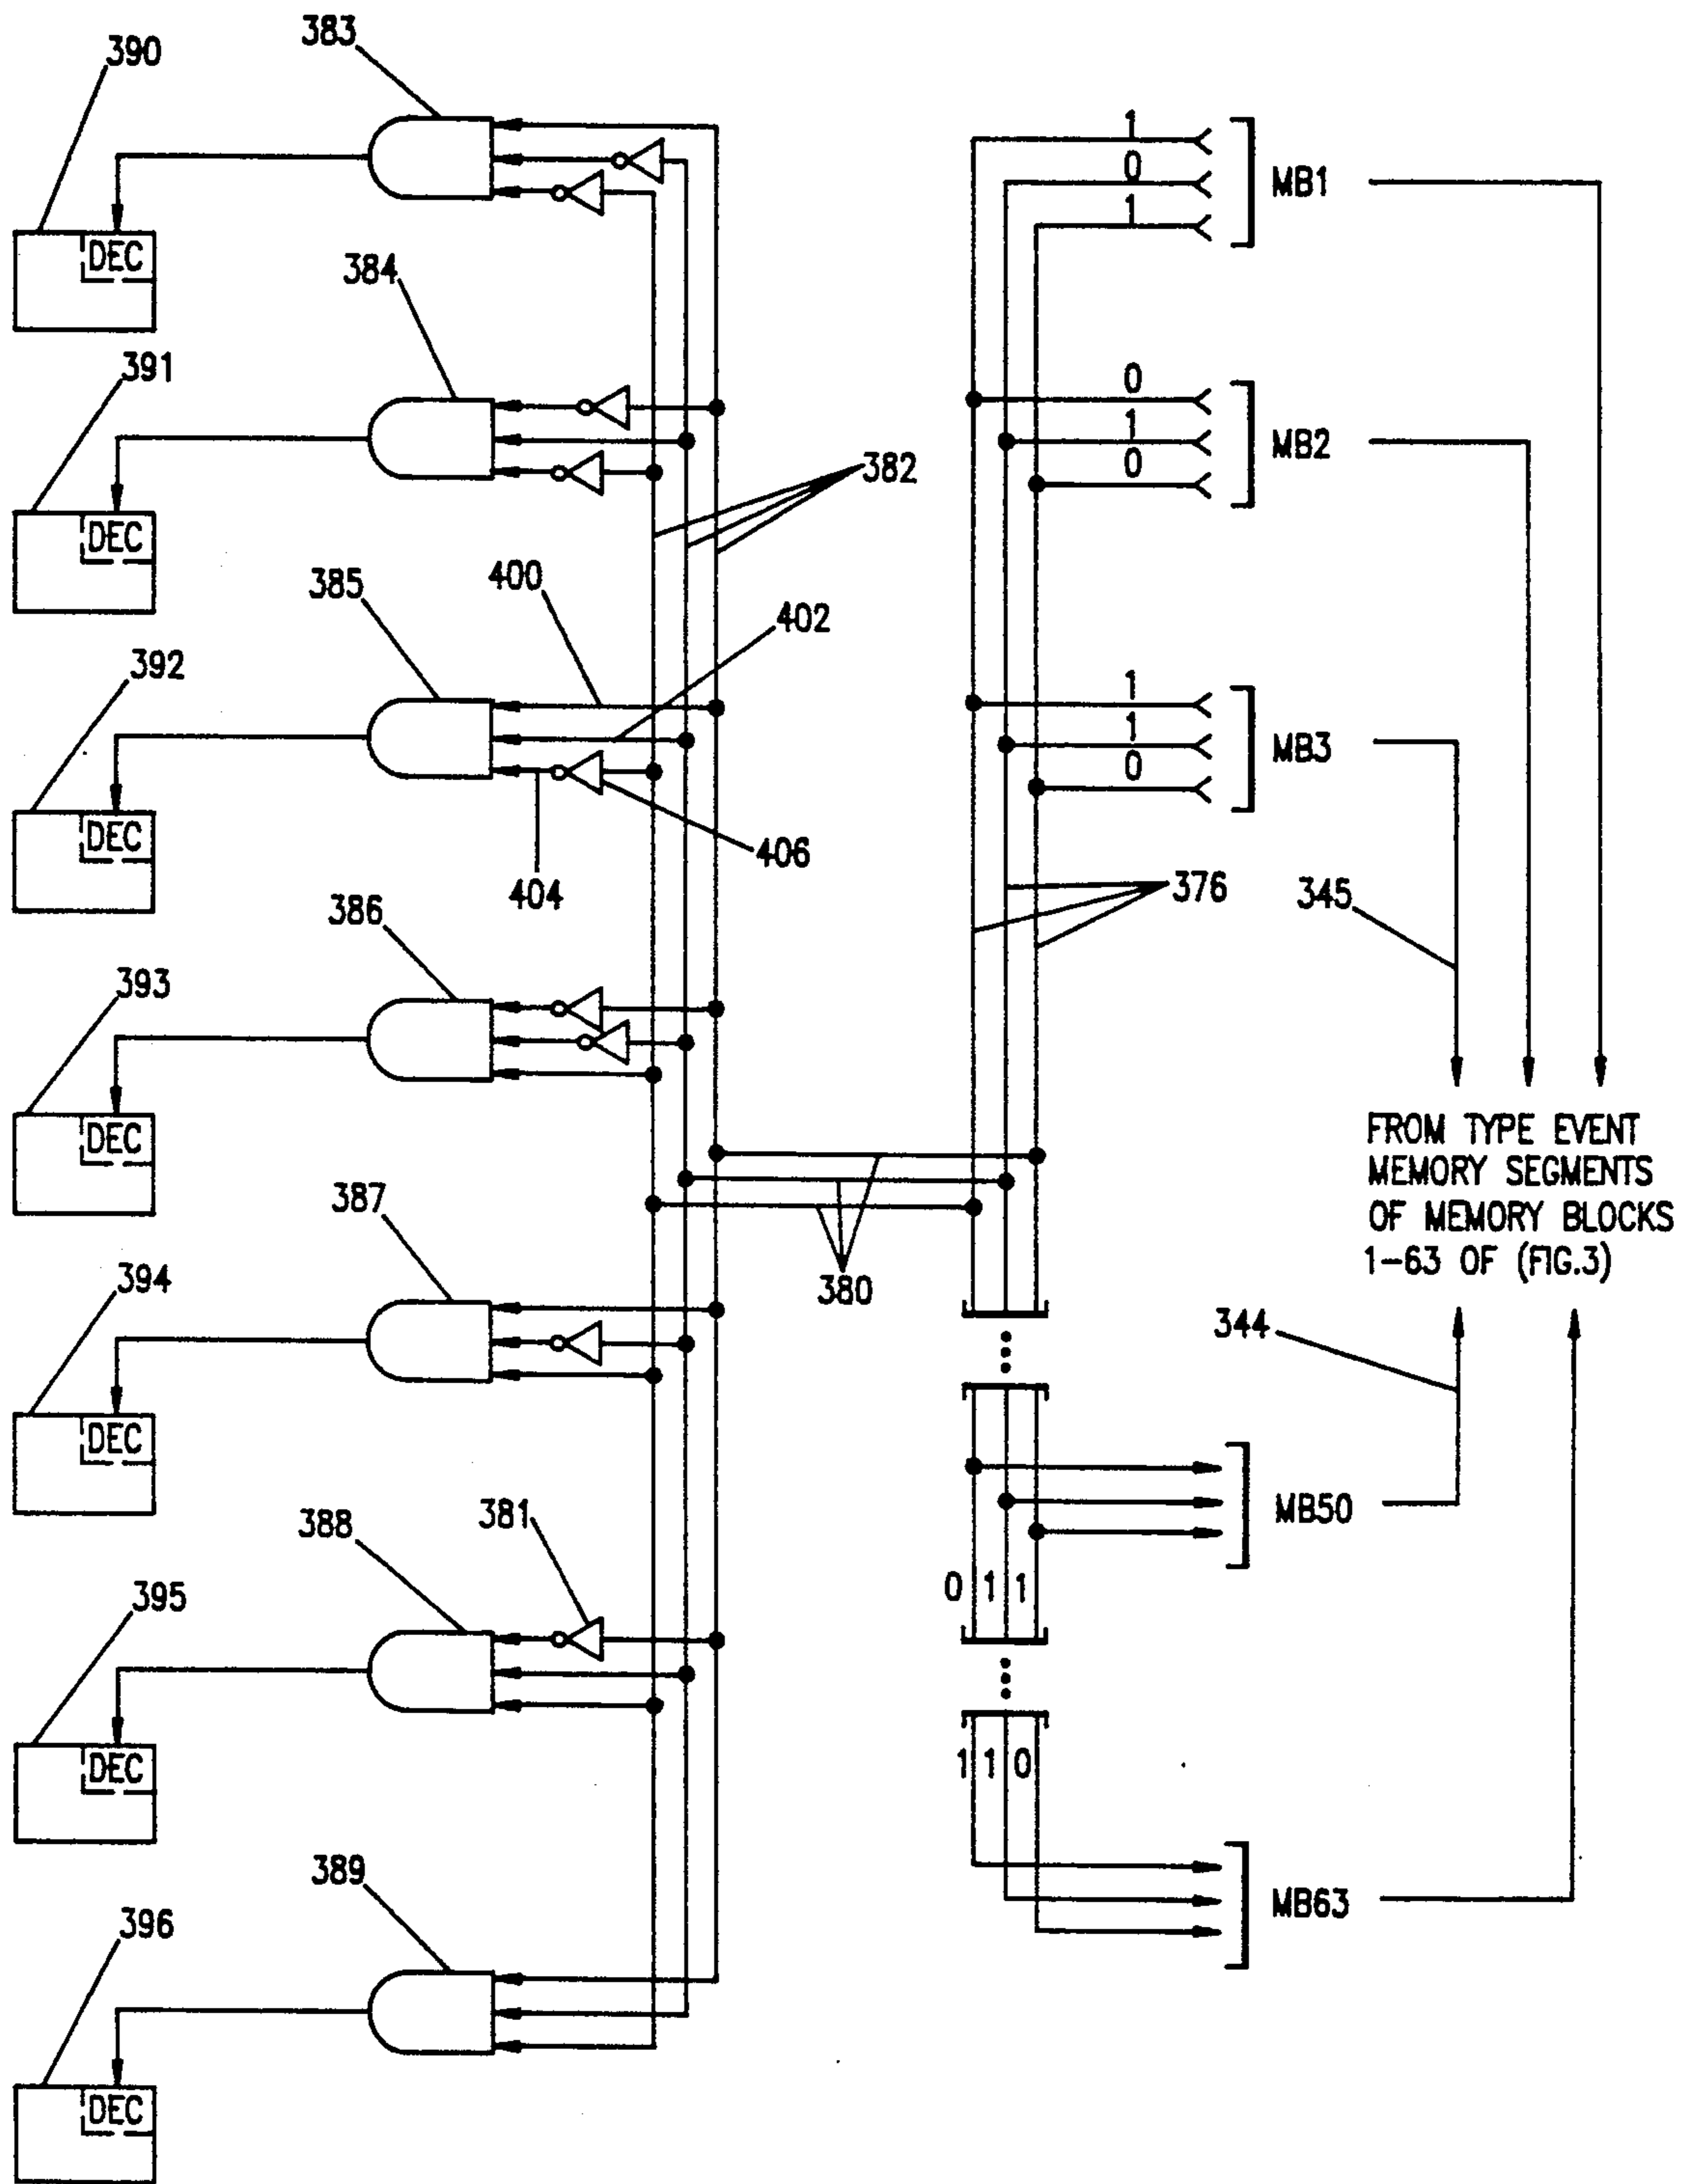 383
390
1
0
1
MB1
DEC
384
391
0
1
0
MB2
382
DEC
400
385
402
392
1
1
0
MB3
DEC
406
404
376
345
386
393
DEC
FROM TYPE EVENT
MEMORY SEGMENTS
OF MEMORY BLOCKS
1-63 OF (FIG.3)
387
394
380
344
DEC
381
388
MB50
395
0 1 1
DEC
1 1 0
389
MB63
396
DEC